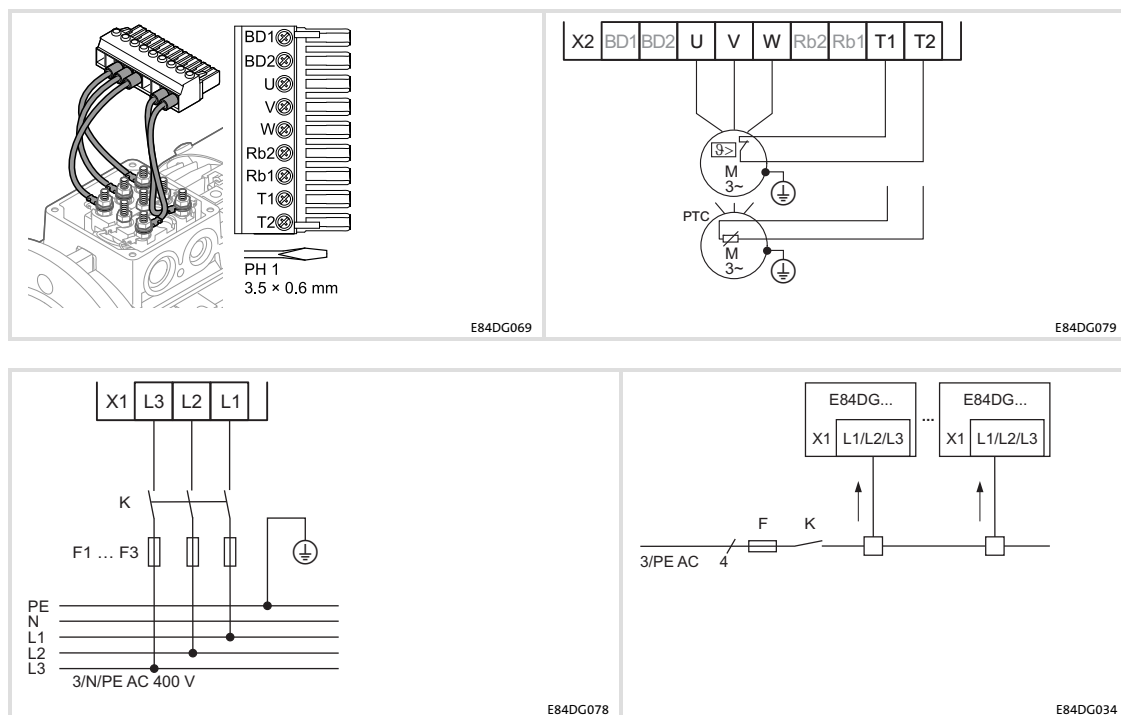 BD1
BD2
U
V
W
Rb2
Rb1
T1
T2
PH 1
3.5 × 0.6 mm
E84DG069
X2 BD1 BD2 U V W Rb2 Rb1 T1 T2
ϑ>
M
3~
PTC
M
3~
E84DG079
X1 L3 L2 L1
K
F1 ... F3
PE
N
L1
L2
L3
3/N/PE AC 400 V
E84DG078
E84DG... ... E84DG...
X1 L1/L2/L3 X1 L1/L2/L3
F K
3/PE AC 4
E84DG034